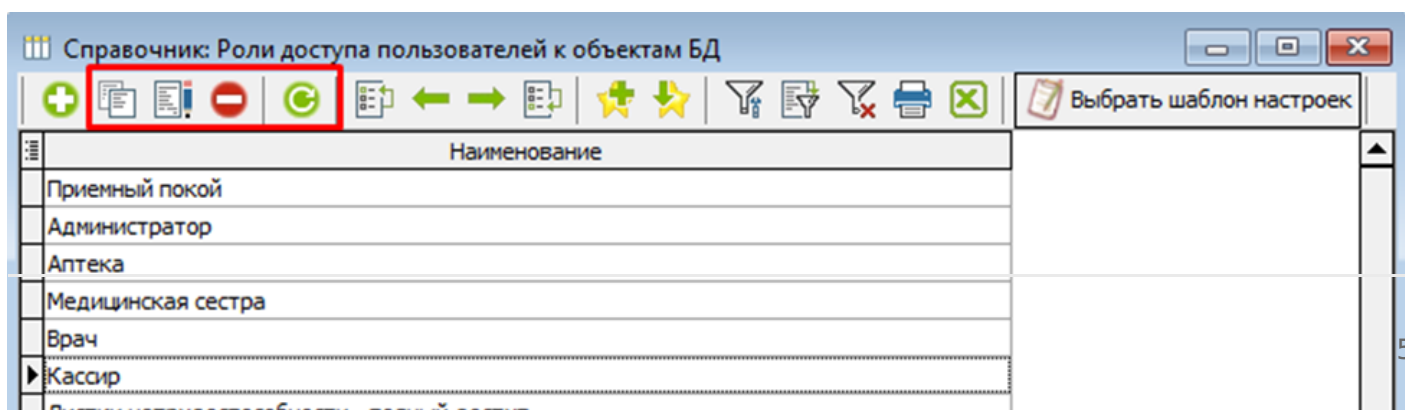 Справочник: Роли доступа пользователей к объектам БД
Выбрать шаблон настроек
Наименование
Приемный покой
Администратор
Аптека
Медицинская сестра
Врач
Кассир